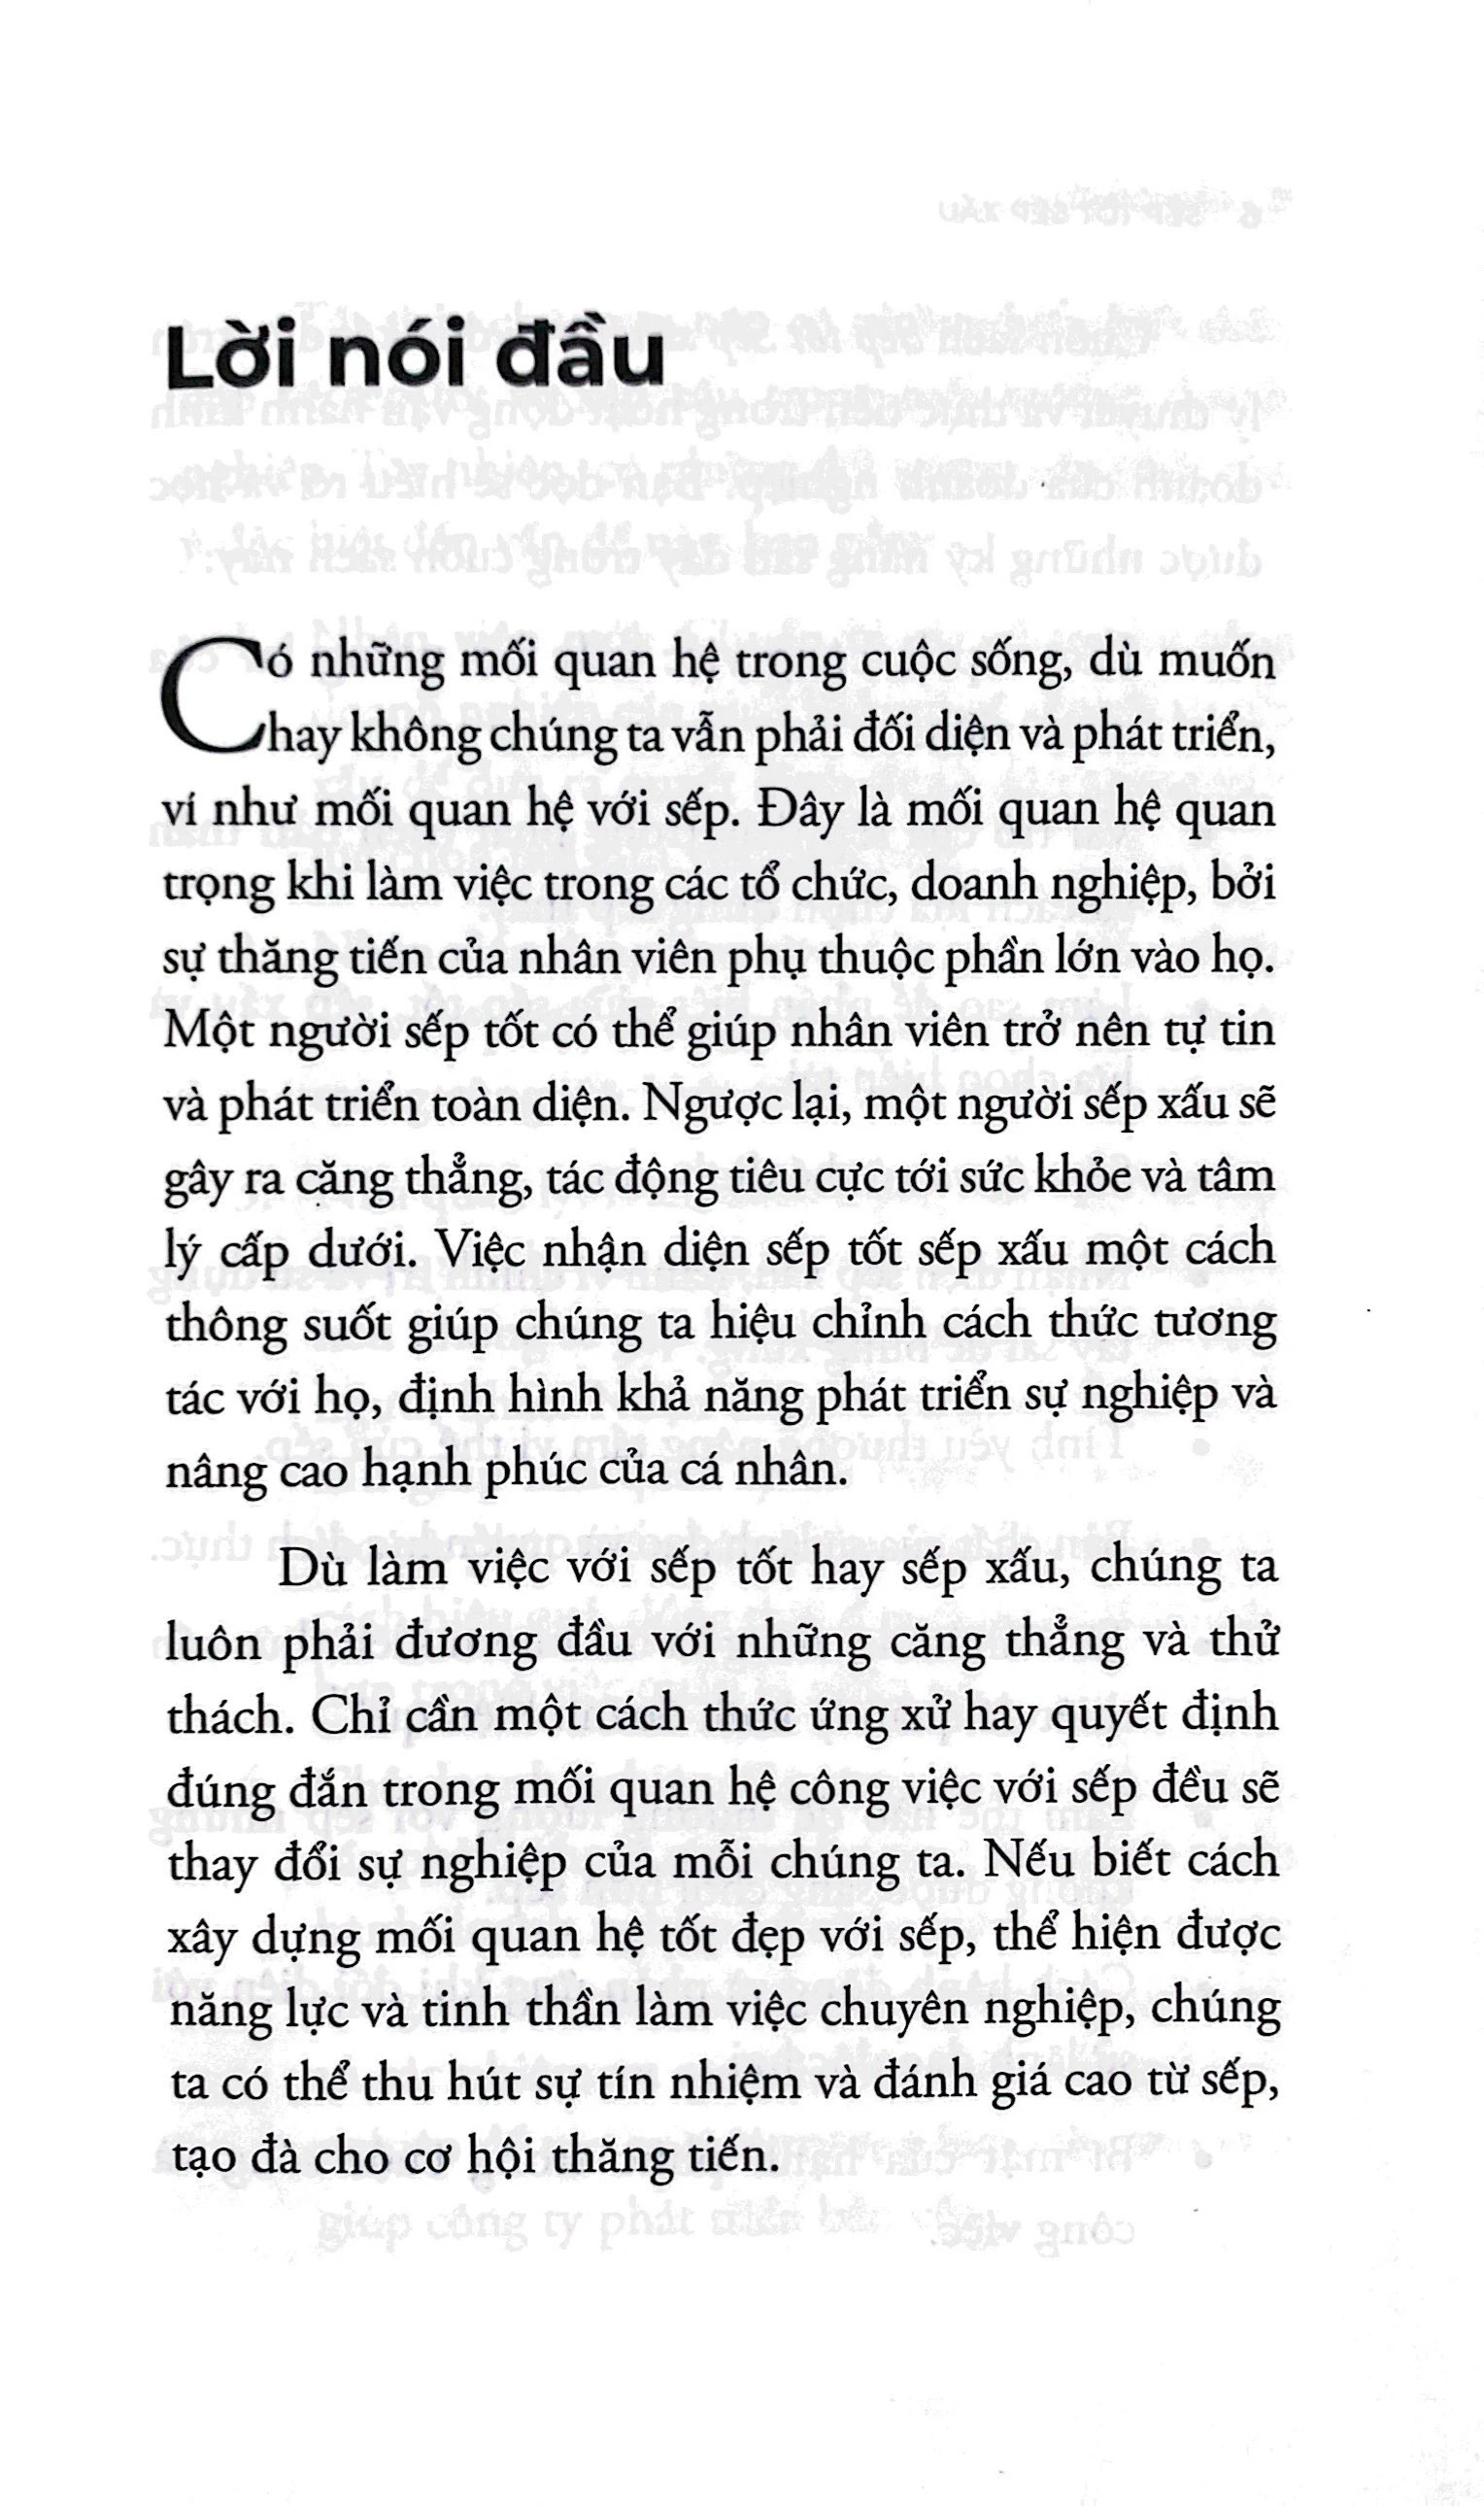 Lời nói đầu
Có những mối quan hệ trong cuộc sống, dù muốn
hay không chúng ta vẫn phải đối diện và phát triển,
ví như mối quan hệ với sếp. Đây là mối quan hệ quan
trọng khi làm việc trong các tổ chức, doanh nghiệp, bởi
sự thăng tiến của nhân viên phụ thuộc phần lớn vào họ.
Một người sếp tốt có thể giúp nhân viên trở nên tự tin
và phát triển toàn diện. Ngược lại, một người sếp xấu sẽ
gây ra căng thẳng, tác động tiêu cực tới sức khỏe và tâm
lý cấp dưới. Việc nhận diện sếp tốt sếp xấu một cách
thông suốt giúp chúng ta hiệu chỉnh cách thức tương
tác với họ, định hình khả năng phát triển sự nghiệp và
nâng cao hạnh phúc của cá nhân.
Dù làm việc với sếp tốt hay sếp xấu, chúng ta
luôn phải đương đầu với những căng thẳng và thử
thách. Chỉ cần một cách thức ứng xử hay quyết định
đúng đắn trong mối quan hệ công việc với sếp đều sẽ
thay đổi sự nghiệp của mỗi chúng ta. Nếu biết cách
xây dựng mối quan hệ tốt đẹp với sếp, thể hiện được
năng lực và tinh thần làm việc chuyên nghiệp, chúng
ta có thể thu hút sự tín nhiệm và đánh giá cao từ sếp,
tạo đà cho cơ hội thăng tiến.